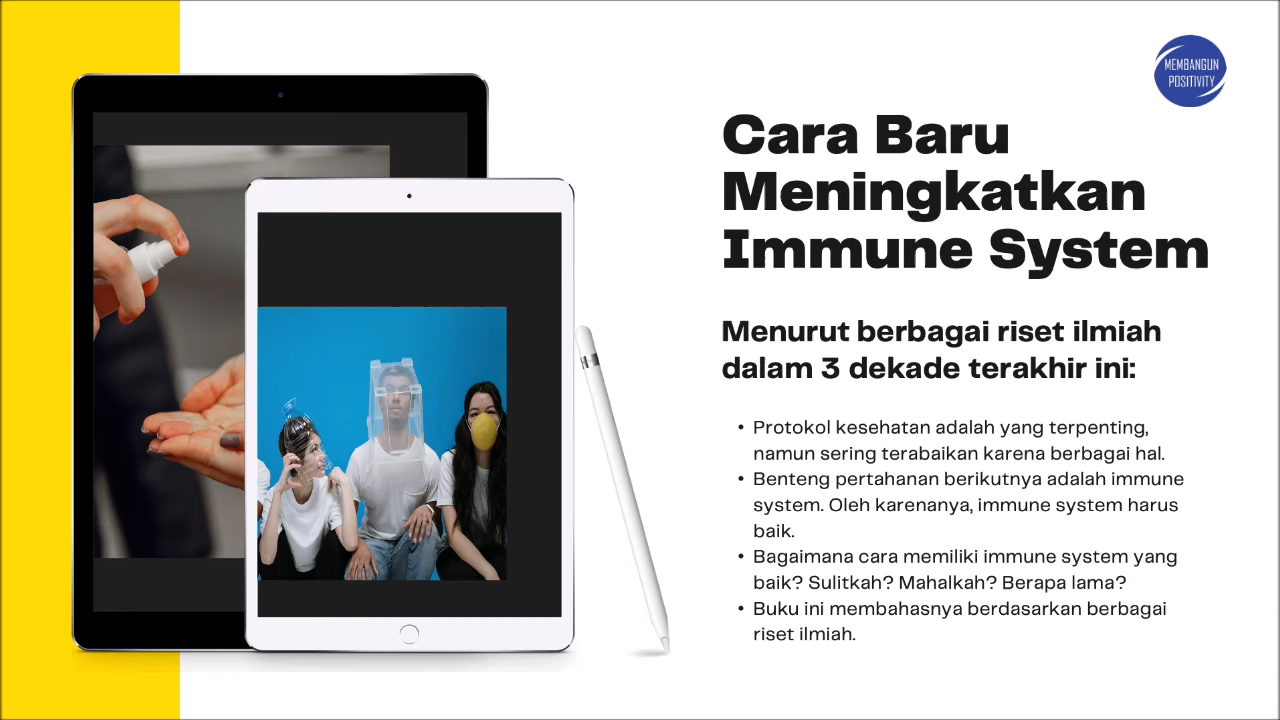 MEMBANGUN
POSITIVITY
Cara Baru
Meningkatkan
Immune System
Menurut berbagai riset ilmiah
dalam 3 dekade terakhir ini:
• Protokol kesehatan adalah yang terpenting,
namun sering terabaikan karena berbagai hal.
• Benteng pertahanan berikutnya adalah immune
system. Oleh karenanya, immune system harus
baik.
• Bagaimana cara memiliki immune system yang
baik? Sulitkah? Mahalkah? Berapa lama?
• Buku ini membahasnya berdasarkan berbagai
riset ilmiah.